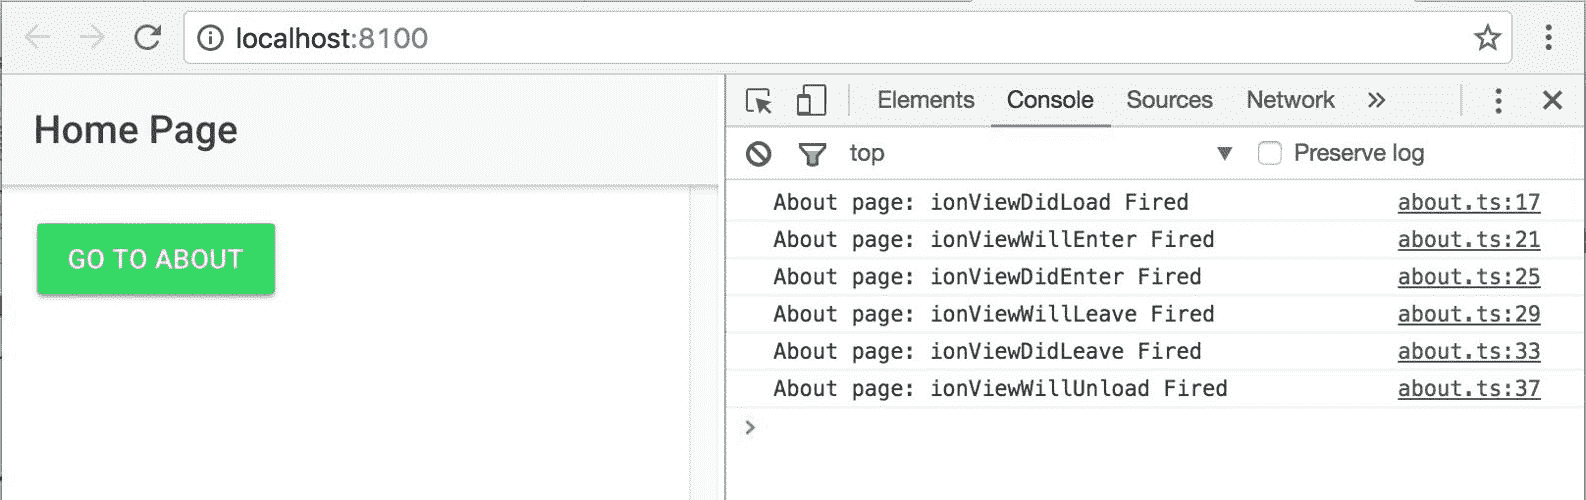 localhost:8100
Home Page
GO TO ABOUT
Elements Console Sources Network »
top ▼ Preserve log
About page: ionViewDidLoad Fired about.ts:17
About page: ionViewWillEnter Fired about.ts:21
About page: ionViewDidEnter Fired about.ts:25
About page: ionViewWillLeave Fired about.ts:29
About page: ionViewDidLeave Fired about.ts:33
About page: ionViewWillUnload Fired about.ts:37
>